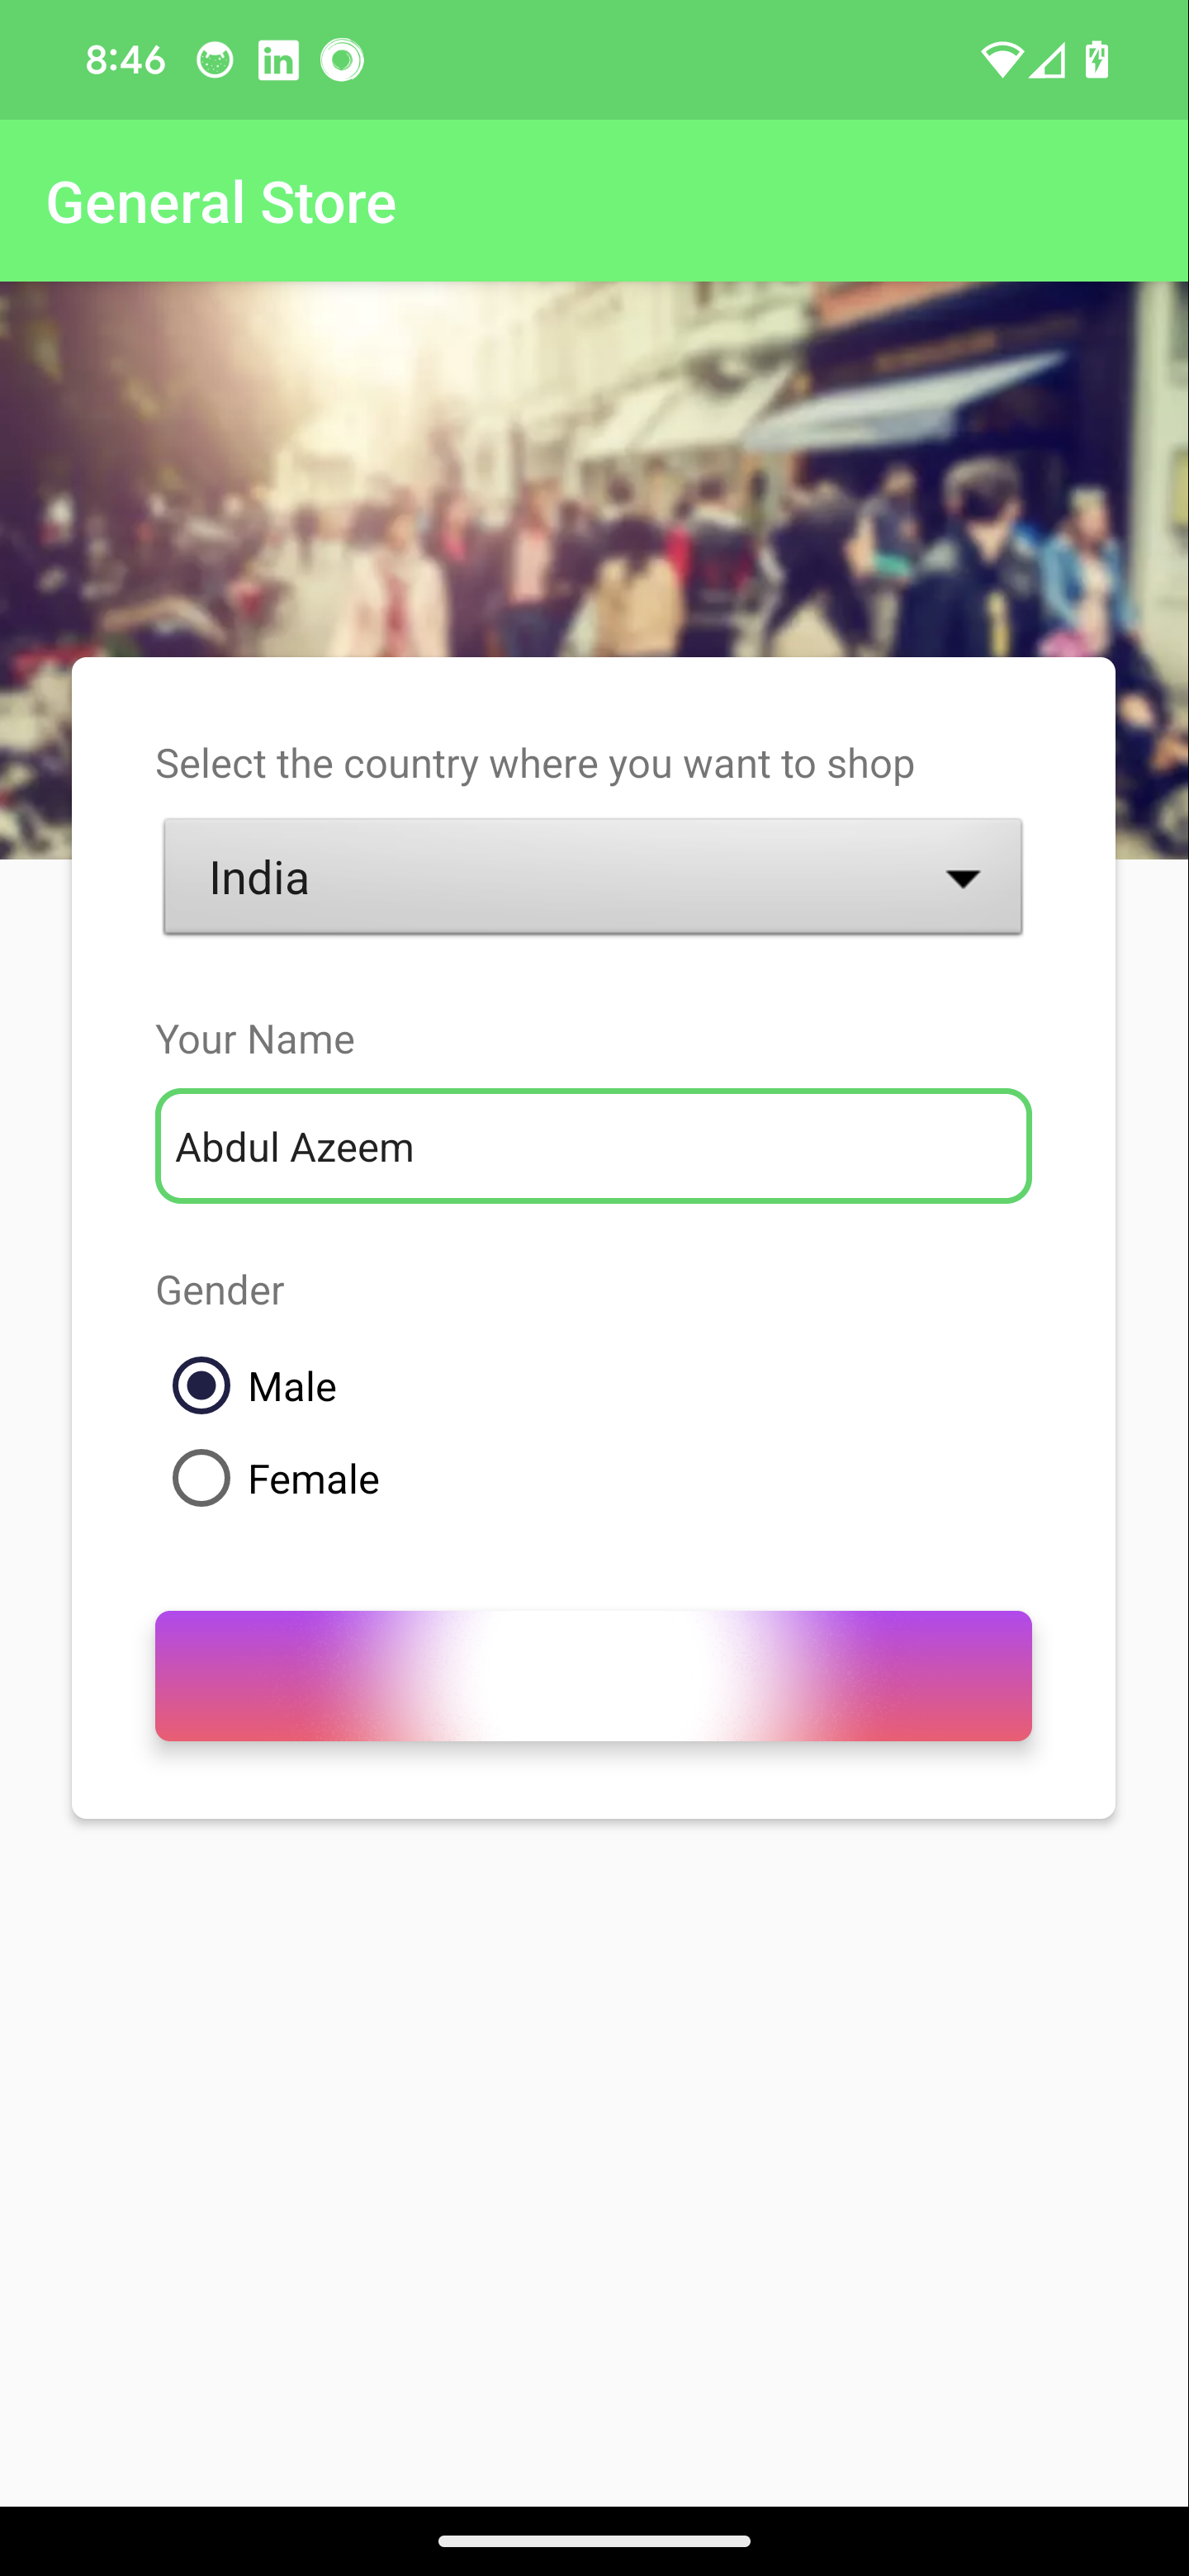 8:46
General Store
Select the country where you want to shop
India
Your Name
Abdul Azeem
Gender
Male
Female